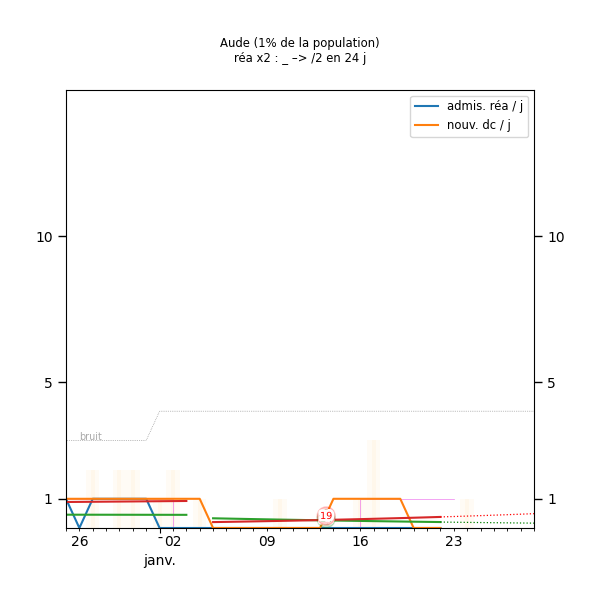 Aude (1% de la population)
réa x2 : _ –> /2 en 24 j
admis. réa / j
nouv. dc / j
10 10
5 5
bruit
1 1
19
26 02 09 16 23
janv.